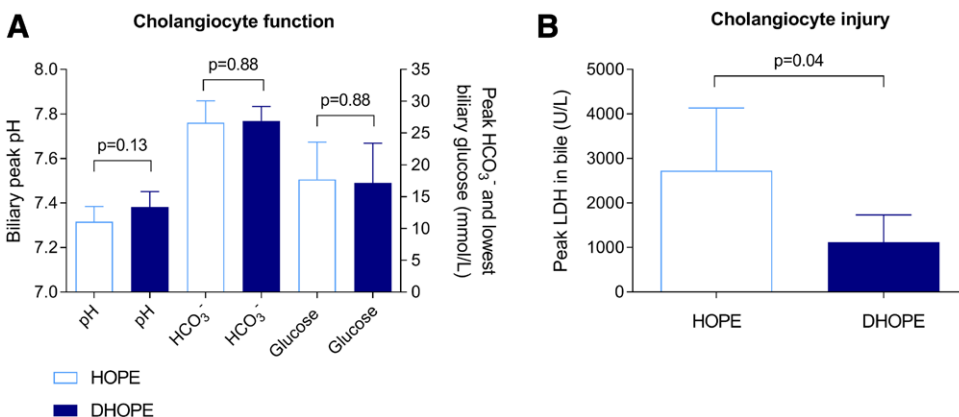 A
Cholangiocyte function
Biliary peak pH
8.0
7.8
7.6
7.4
7.2
7.0
p=0.13
p=0.88
p=0.88
35
30
25
20
15
10
5
0
Peak HCO₃⁻ and lowest
biliary glucose (mmol/L)
pH
pH
HCO₃⁻
HCO₃⁻
Glucose
Glucose
HOPE
DHOPE
B
Cholangiocyte injury
Peak LDH in bile (U/L)
5000
4000
3000
2000
1000
0
p=0.04
HOPE
DHOPE